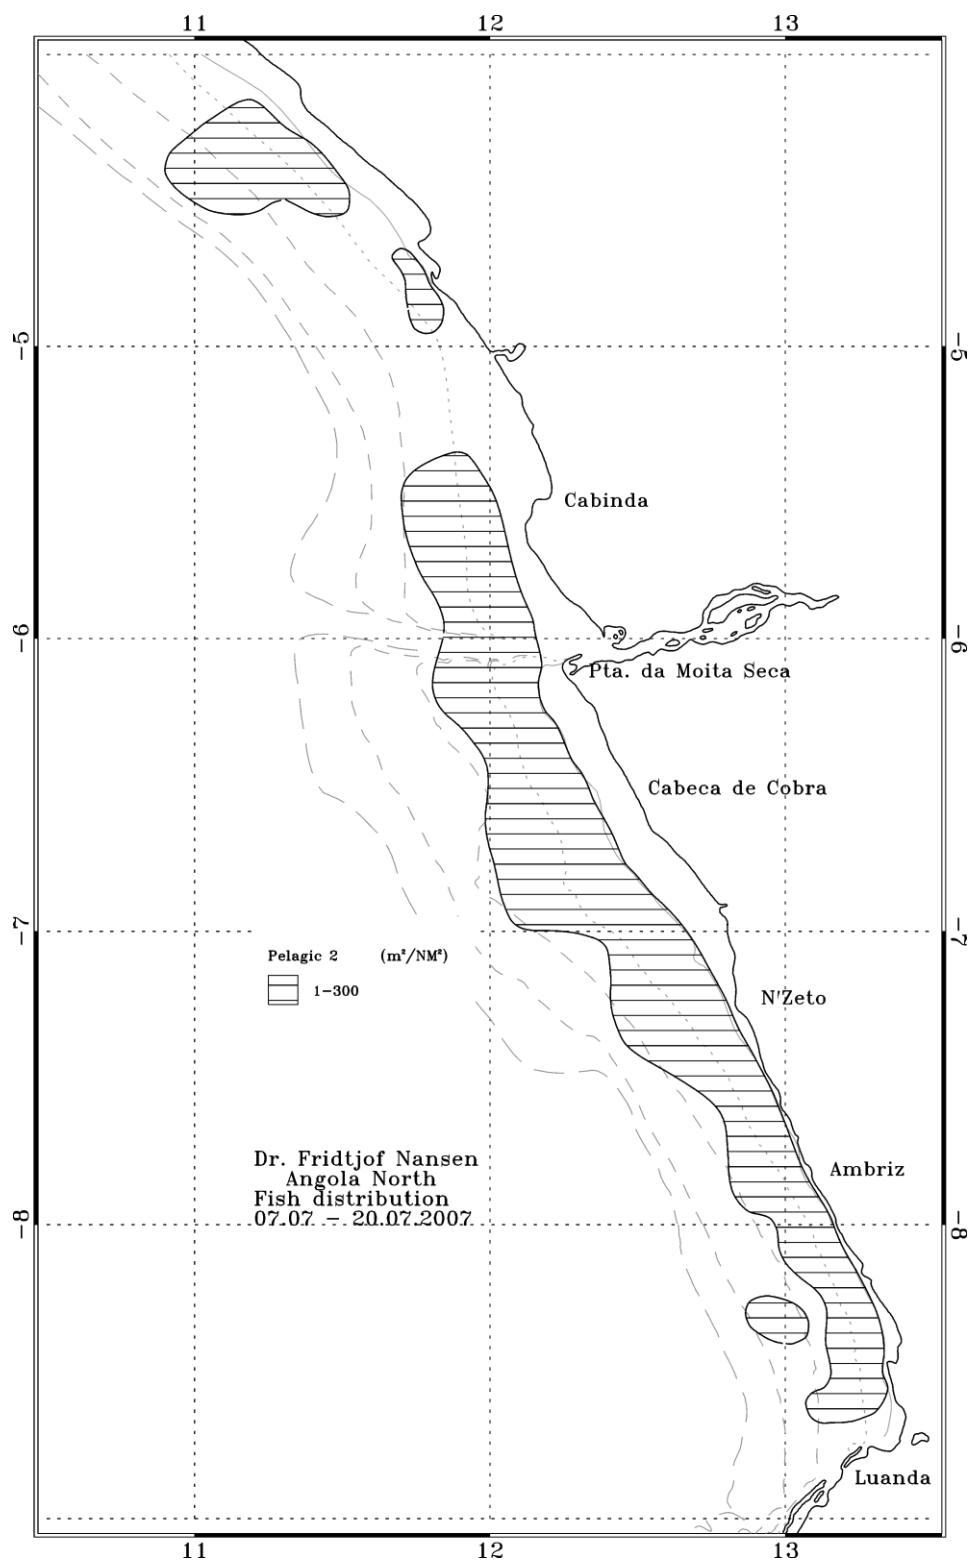 11 12 13
-5 -5
Cabinda
-6 -6
Pta. da Moita Seca
Cabeca de Cobra
-7 -7
Pelagic 2 (m²/NM²)
1-300
N'Zeto
Dr. Fridtjof Nansen
Angola North
Fish distribution
07.07 - 20.07.2007
Ambriz
-8 -8
Luanda
11 12 13